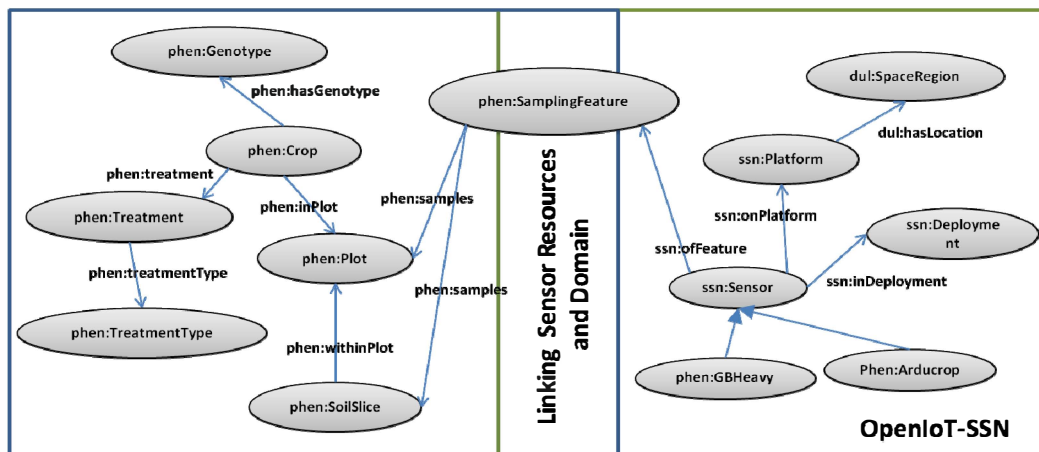 phen:Genotype
phen:hasGenotype
phen:Crop
phen:treatment
phen:Treatment
phen:inPlot
phen:samples
phen:Plot
phen:treatmentType
phen:samples
phen:TreatmentType
phen:withinPlot
phen:SoilSlice
phen:SamplingFeature
Linking Sensor Resources
and Domain
dul:SpaceRegion
dul:hasLocation
ssn:Platform
ssn:onPlatform
ssn:Deployme
nt
ssn:ofFeature
ssn:inDeployment
ssn:Sensor
phen:GBHeavy
Phen:Arducrop
OpenIoT-SSN